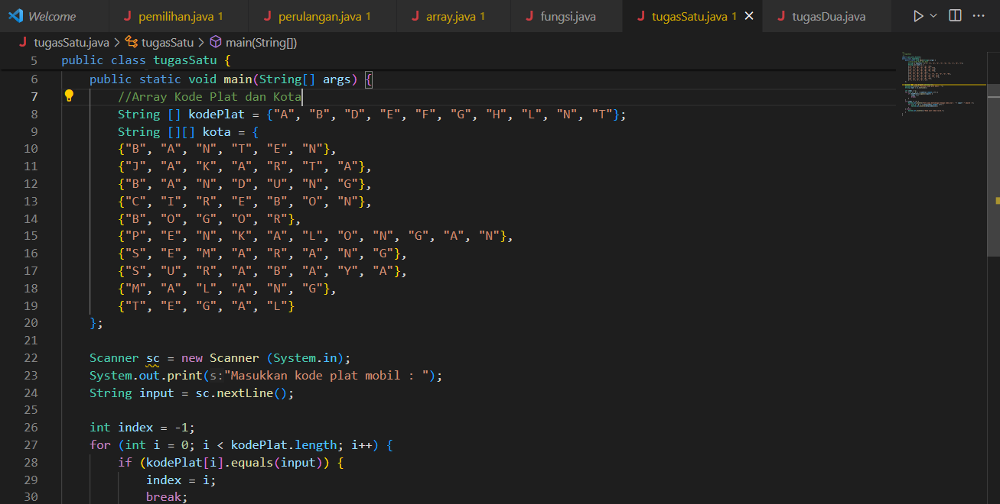 Welcome pemilihan.java 1 perulangan.java 1 array.java 1 fungsi.java tugasSatu.java 1 tugasDua.java
tugasSatu.java > tugasSatu > main(String[])
5 public class tugasSatu {
6 public static void main(String[] args) {
7 //Array Kode Plat dan Kota
8 String [] kodePlat = {"A", "B", "D", "E", "F", "G", "H", "L", "N", "T"};
9 String [][] kota = {
10 {"B", "A", "N", "T", "E", "N"},
11 {"J", "A", "K", "A", "R", "T", "A"},
12 {"B", "A", "N", "D", "U", "N", "G"},
13 {"C", "I", "R", "E", "B", "O", "N"},
14 {"B", "O", "G", "O", "R"},
15 {"P", "E", "N", "K", "A", "L", "O", "N", "G", "A", "N"},
16 {"S", "E", "M", "A", "R", "A", "N", "G"},
17 {"S", "U", "R", "A", "B", "A", "Y", "A"},
18 {"M", "A", "L", "A", "N", "G"},
19 {"T", "E", "G", "A", "L"}
20 };
21
22 Scanner sc = new Scanner (System.in);
23 System.out.print(s:"Masukkan kode plat mobil : ");
24 String input = sc.nextLine();
25
26 int index = -1;
27 for (int i = 0; i < kodePlat.length; i++) {
28 if (kodePlat[i].equals(input)) {
29 index = i;
30 break;